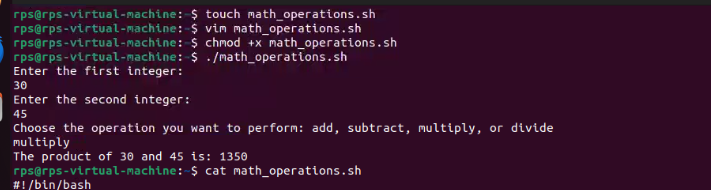 rps@rps-virtual-machine:~$ touch math_operations.sh
rps@rps-virtual-machine:~$ vim math_operations.sh
rps@rps-virtual-machine:~$ chmod +x math_operations.sh
rps@rps-virtual-machine:~$ ./math_operations.sh
Enter the first integer:
30
Enter the second integer:
45
Choose the operation you want to perform: add, subtract, multiply, or divide
multiply
The product of 30 and 45 is: 1350
rps@rps-virtual-machine:~$ cat math_operations.sh
#!/bin/bash